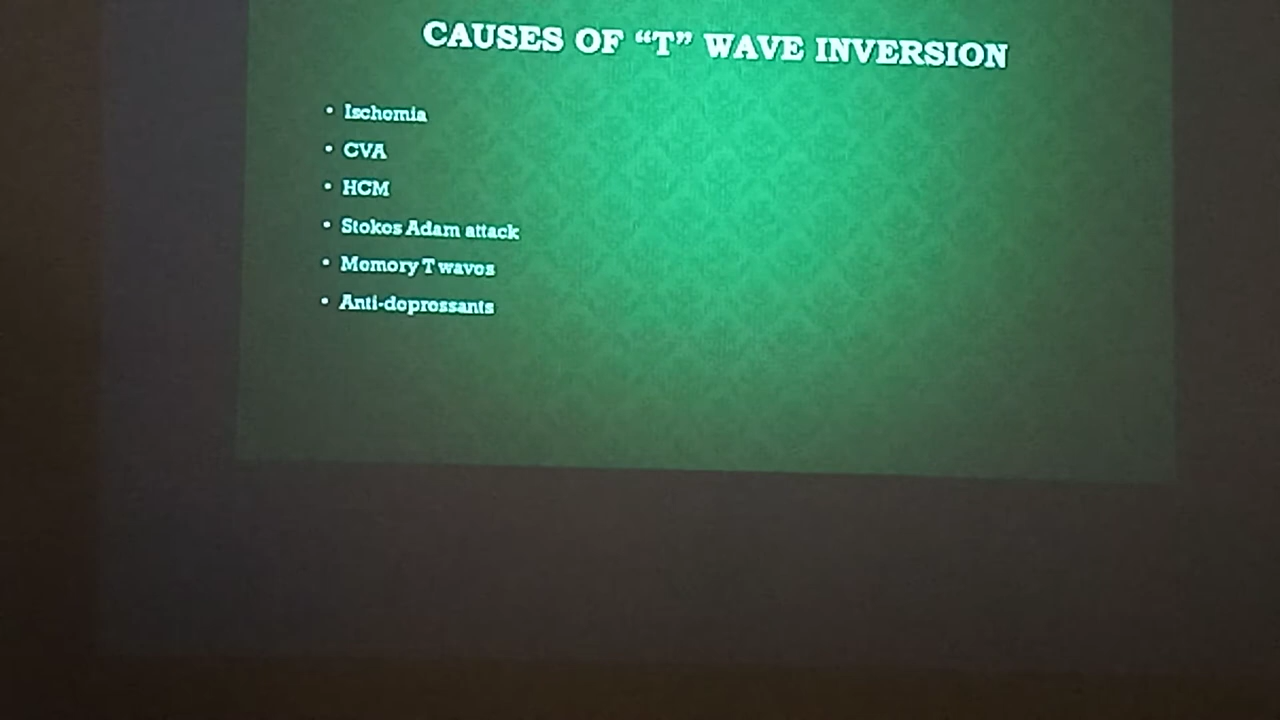 CAUSES OF “T” WAVE INVERSION
• Ischemia
• CVA
• HCM
• Stokes Adam attack
• Memory T waves
• Anti-depressants